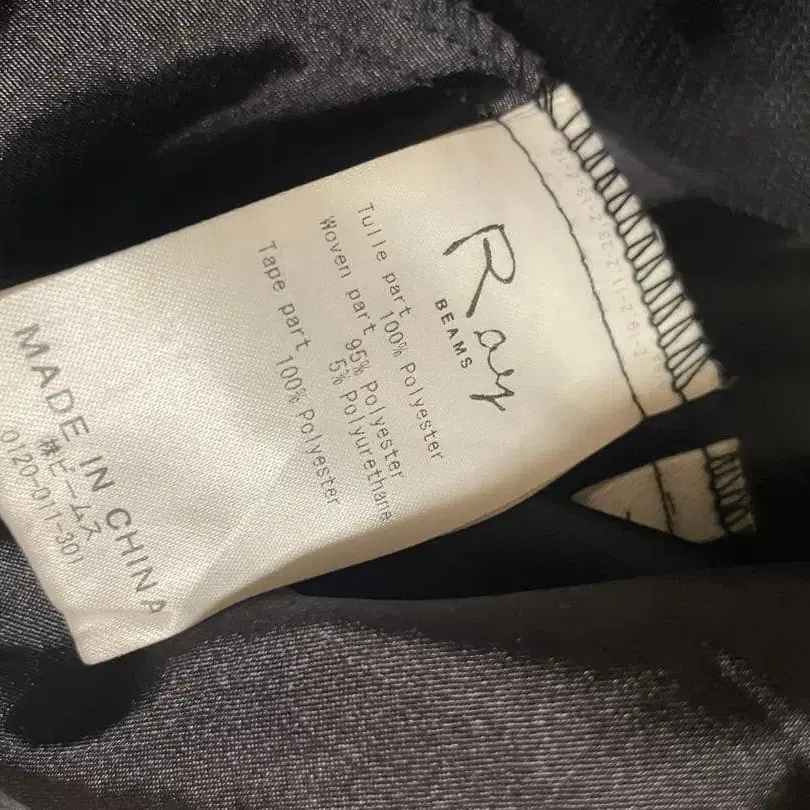 Ray
BEAMS
Tulle part
100% Polyester
Woven part
95% Polyester
5% Polyurethane
Tape part
100% Polyester
MADE IN CHINA
㈱ビームス
0120-011-301